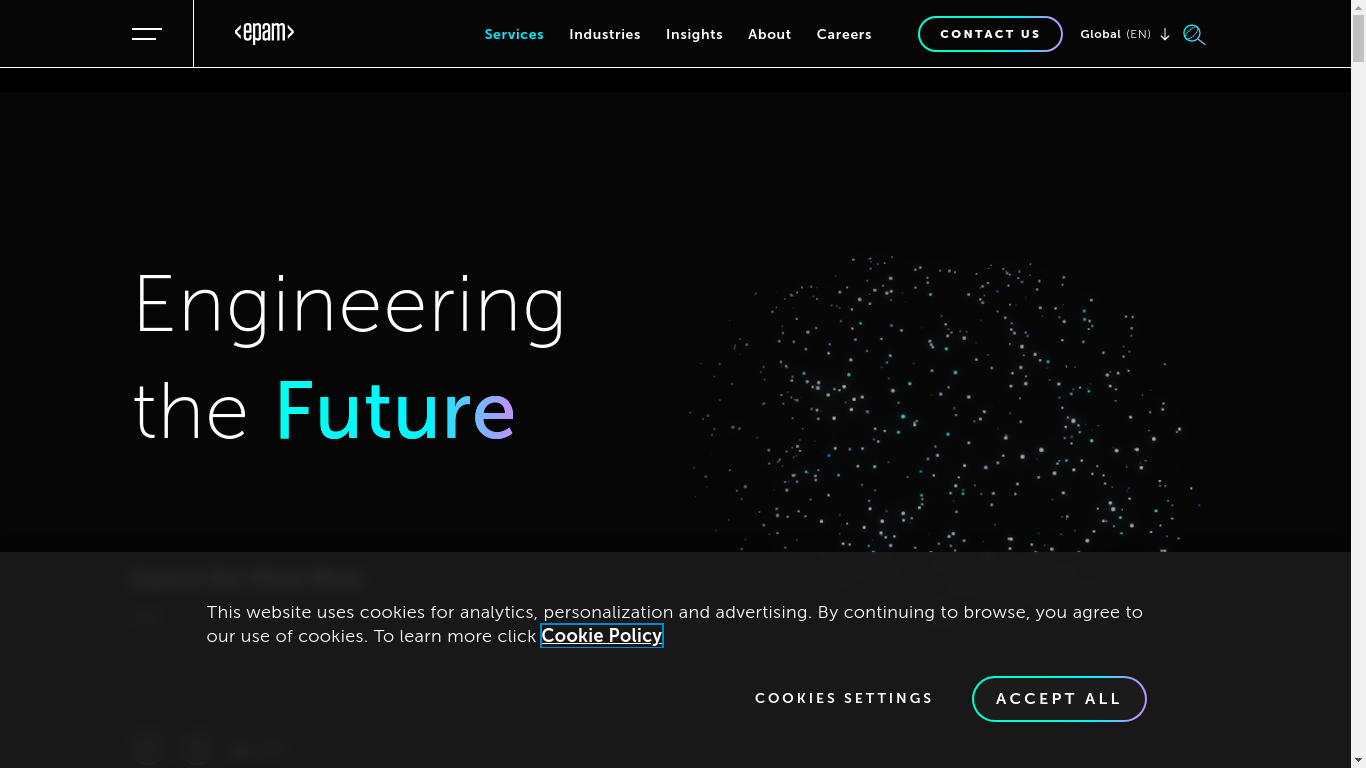 <epam>
Services
Industries
Insights
About
Careers
CONTACT US
Global (EN)
Engineering
the Future
This website uses cookies for analytics, personalization and advertising. By continuing to browse, you agree to
our use of cookies. To learn more click Cookie Policy
COOKIES SETTINGS
ACCEPT ALL